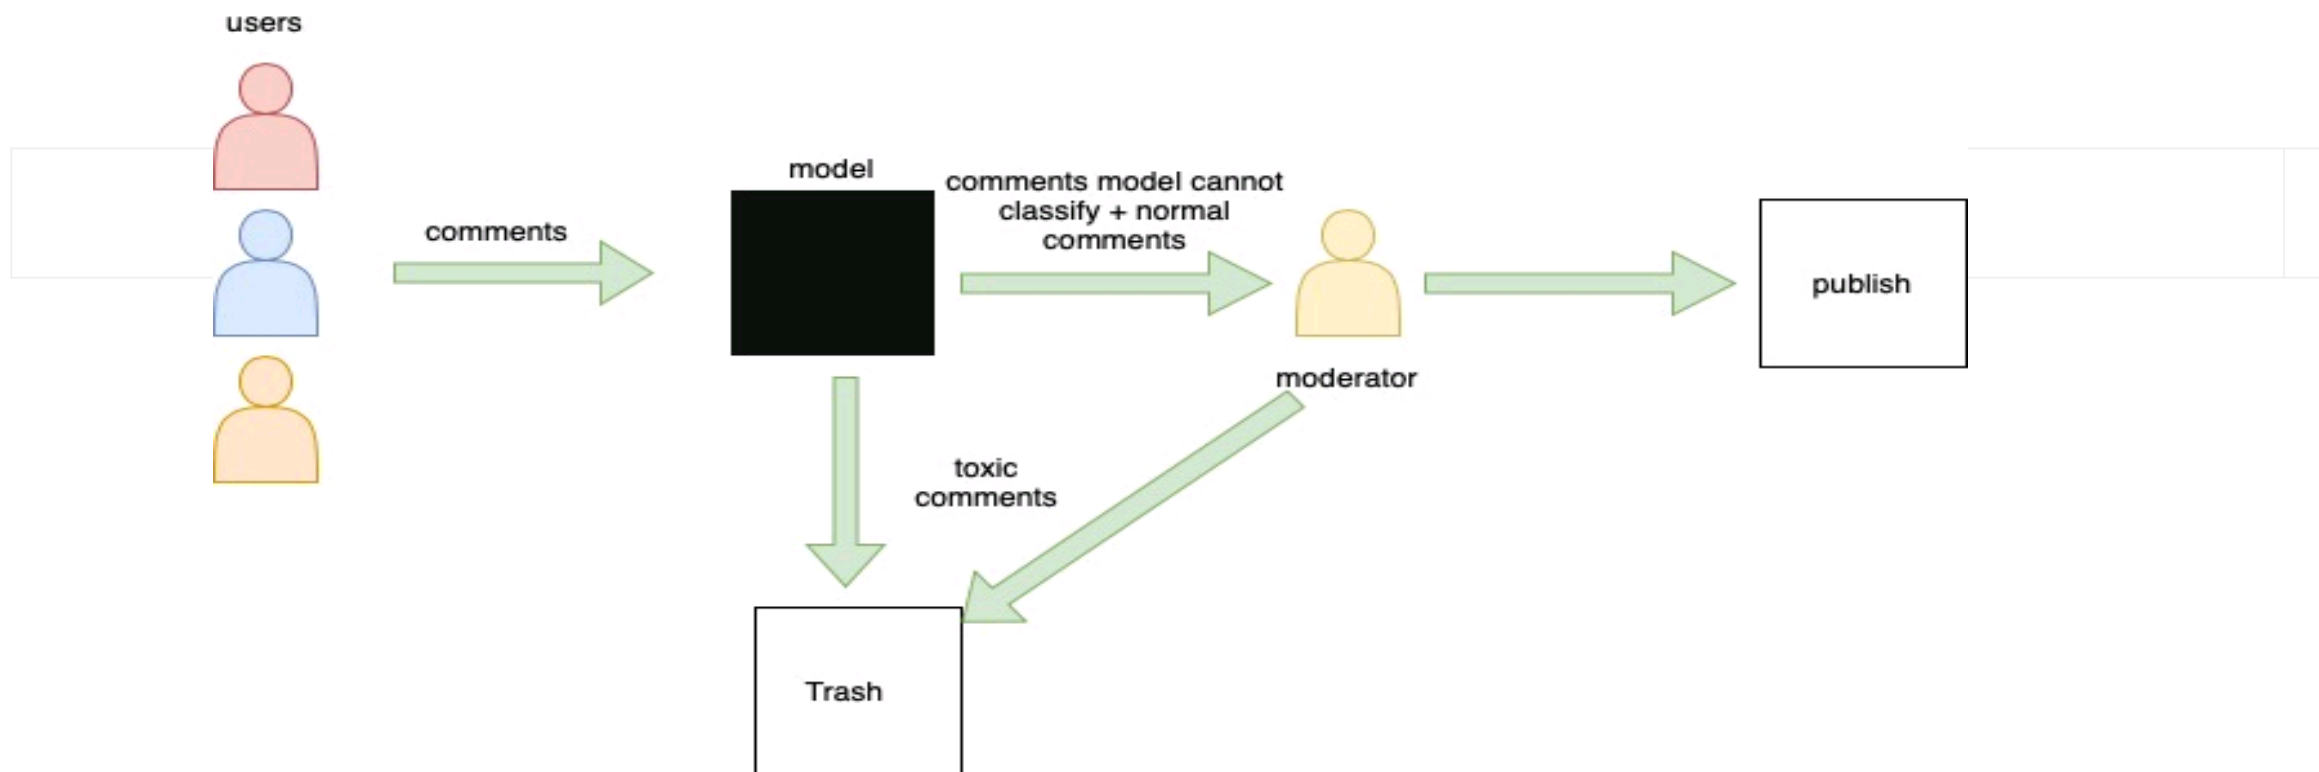 users
comments
model
comments model cannot
classify + normal
comments
moderator
publish
toxic
comments
Trash